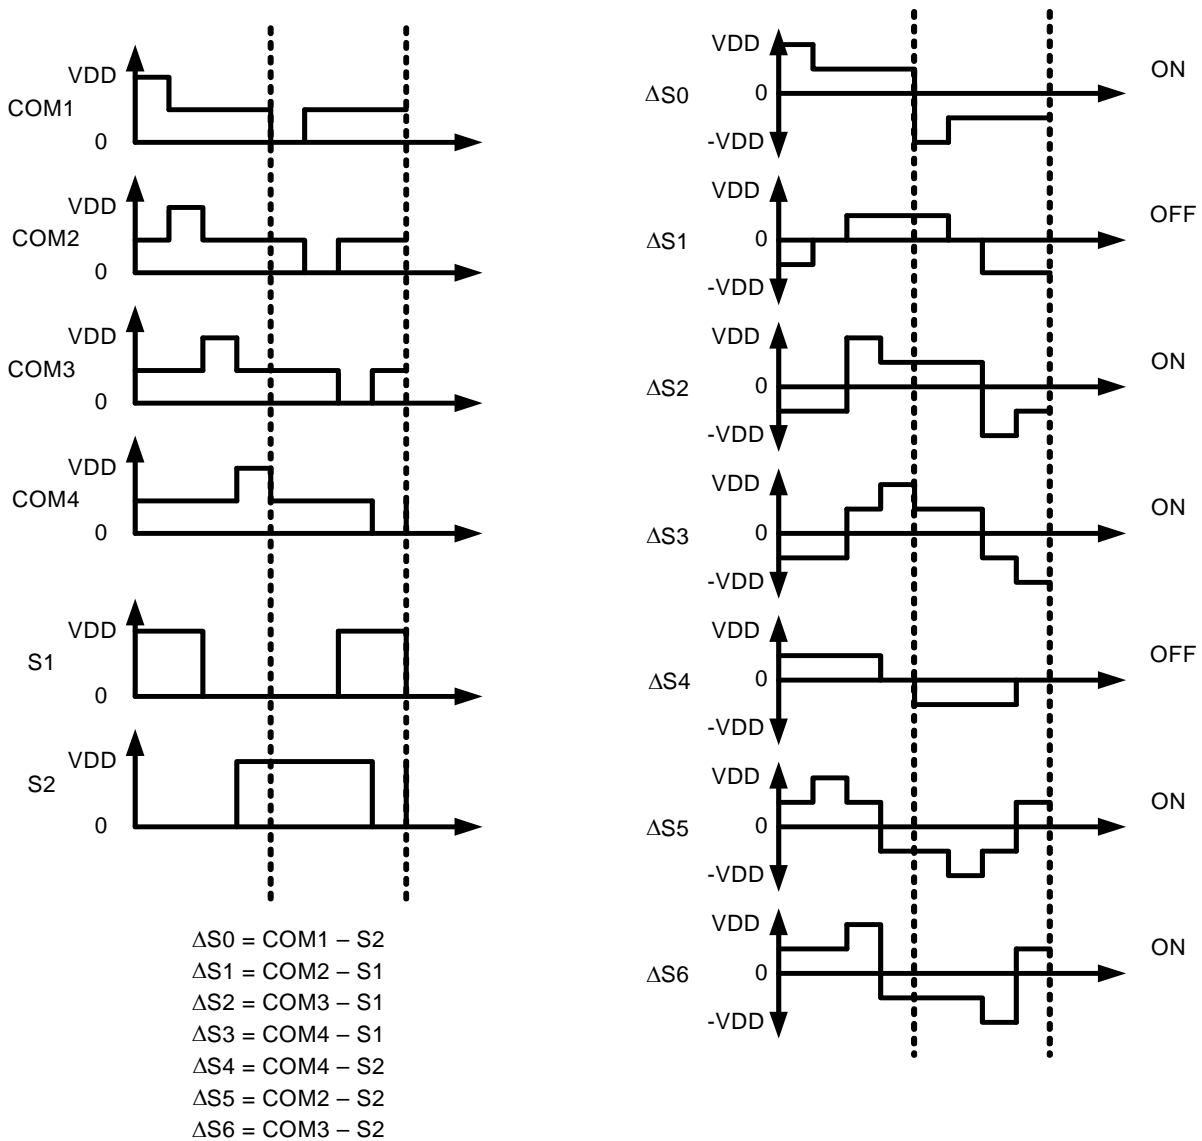 VDD
COM1
0
VDD
COM2
0
VDD
COM3
0
VDD
COM4
0
VDD
S1
0
VDD
S2
0
ΔS0 = COM1 – S2
ΔS1 = COM2 – S1
ΔS2 = COM3 – S1
ΔS3 = COM4 – S1
ΔS4 = COM4 – S2
ΔS5 = COM2 – S2
ΔS6 = COM3 – S2
VDD
ΔS0 0
-VDD
ON
VDD
ΔS1 0
-VDD
OFF
VDD
ΔS2 0
-VDD
ON
VDD
ΔS3 0
-VDD
ON
VDD
ΔS4 0
-VDD
OFF
VDD
ΔS5 0
-VDD
ON
VDD
ΔS6 0
-VDD
ON